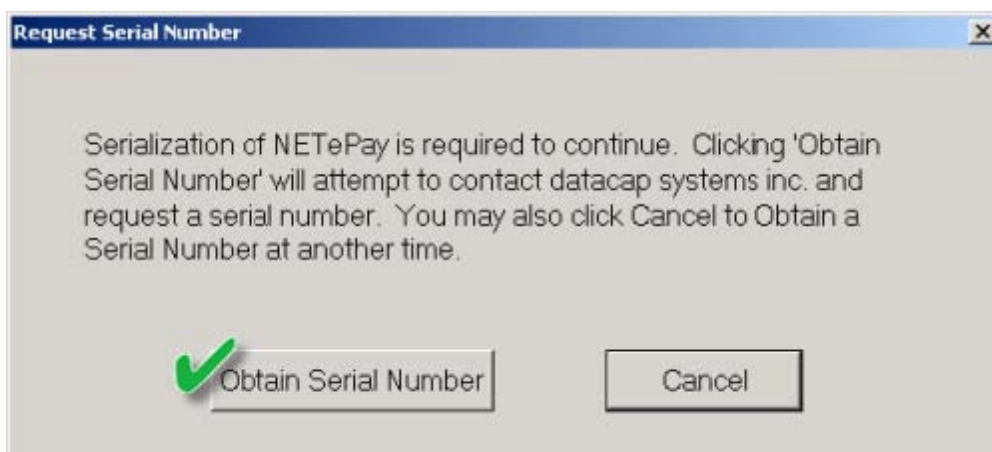 Request Serial Number
Serialization of NETePay is required to continue. Clicking 'Obtain
Serial Number' will attempt to contact datacap systems inc. and
request a serial number. You may also click Cancel to Obtain a
Serial Number at another time.
Obtain Serial Number
Cancel